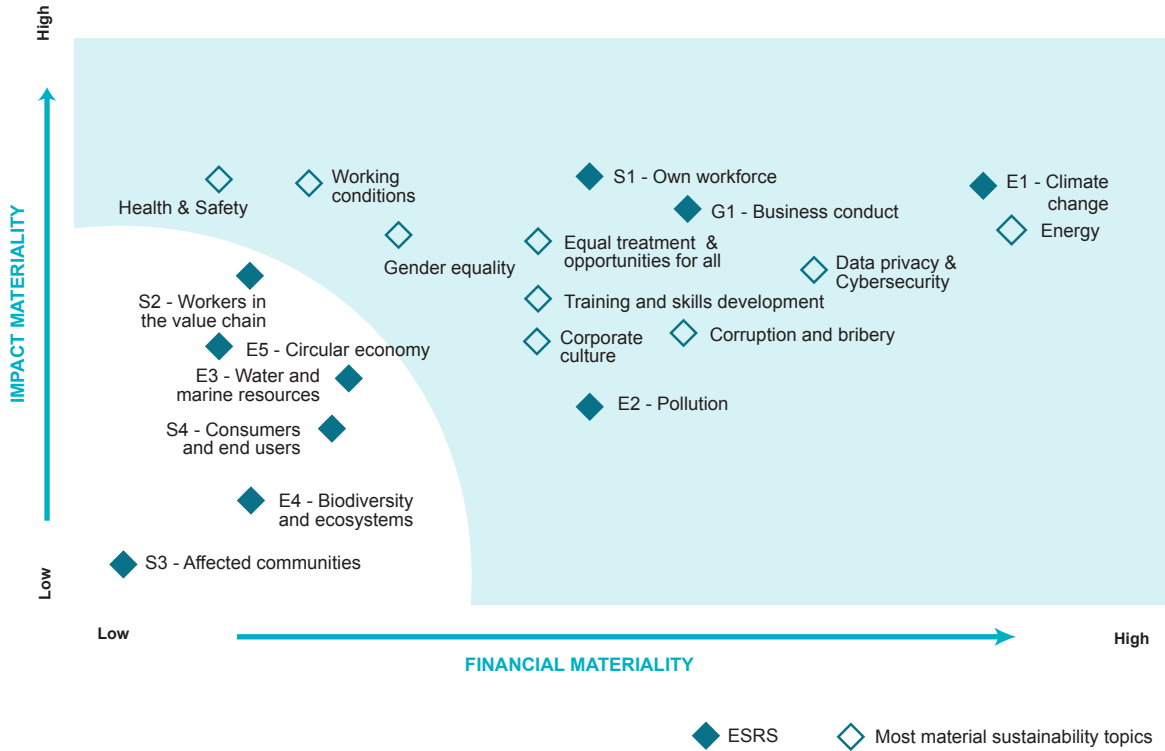 High
IMPACT MATERIALITY
Low
Health & Safety
Working
conditions
Gender equality
S1 - Own workforce
G1 - Business conduct
E1 - Climate
change
Energy
Equal treatment &
opportunities for all
Data privacy &
Cybersecurity
Training and skills development
Corporate
culture
Corruption and bribery
E2 - Pollution
S2 - Workers in
the value chain
E5 - Circular economy
E3 - Water and
marine resources
S4 - Consumers
and end users
E4 - Biodiversity
and ecosystems
S3 - Affected communities
Low
High
FINANCIAL MATERIALITY
ESRS
Most material sustainability topics